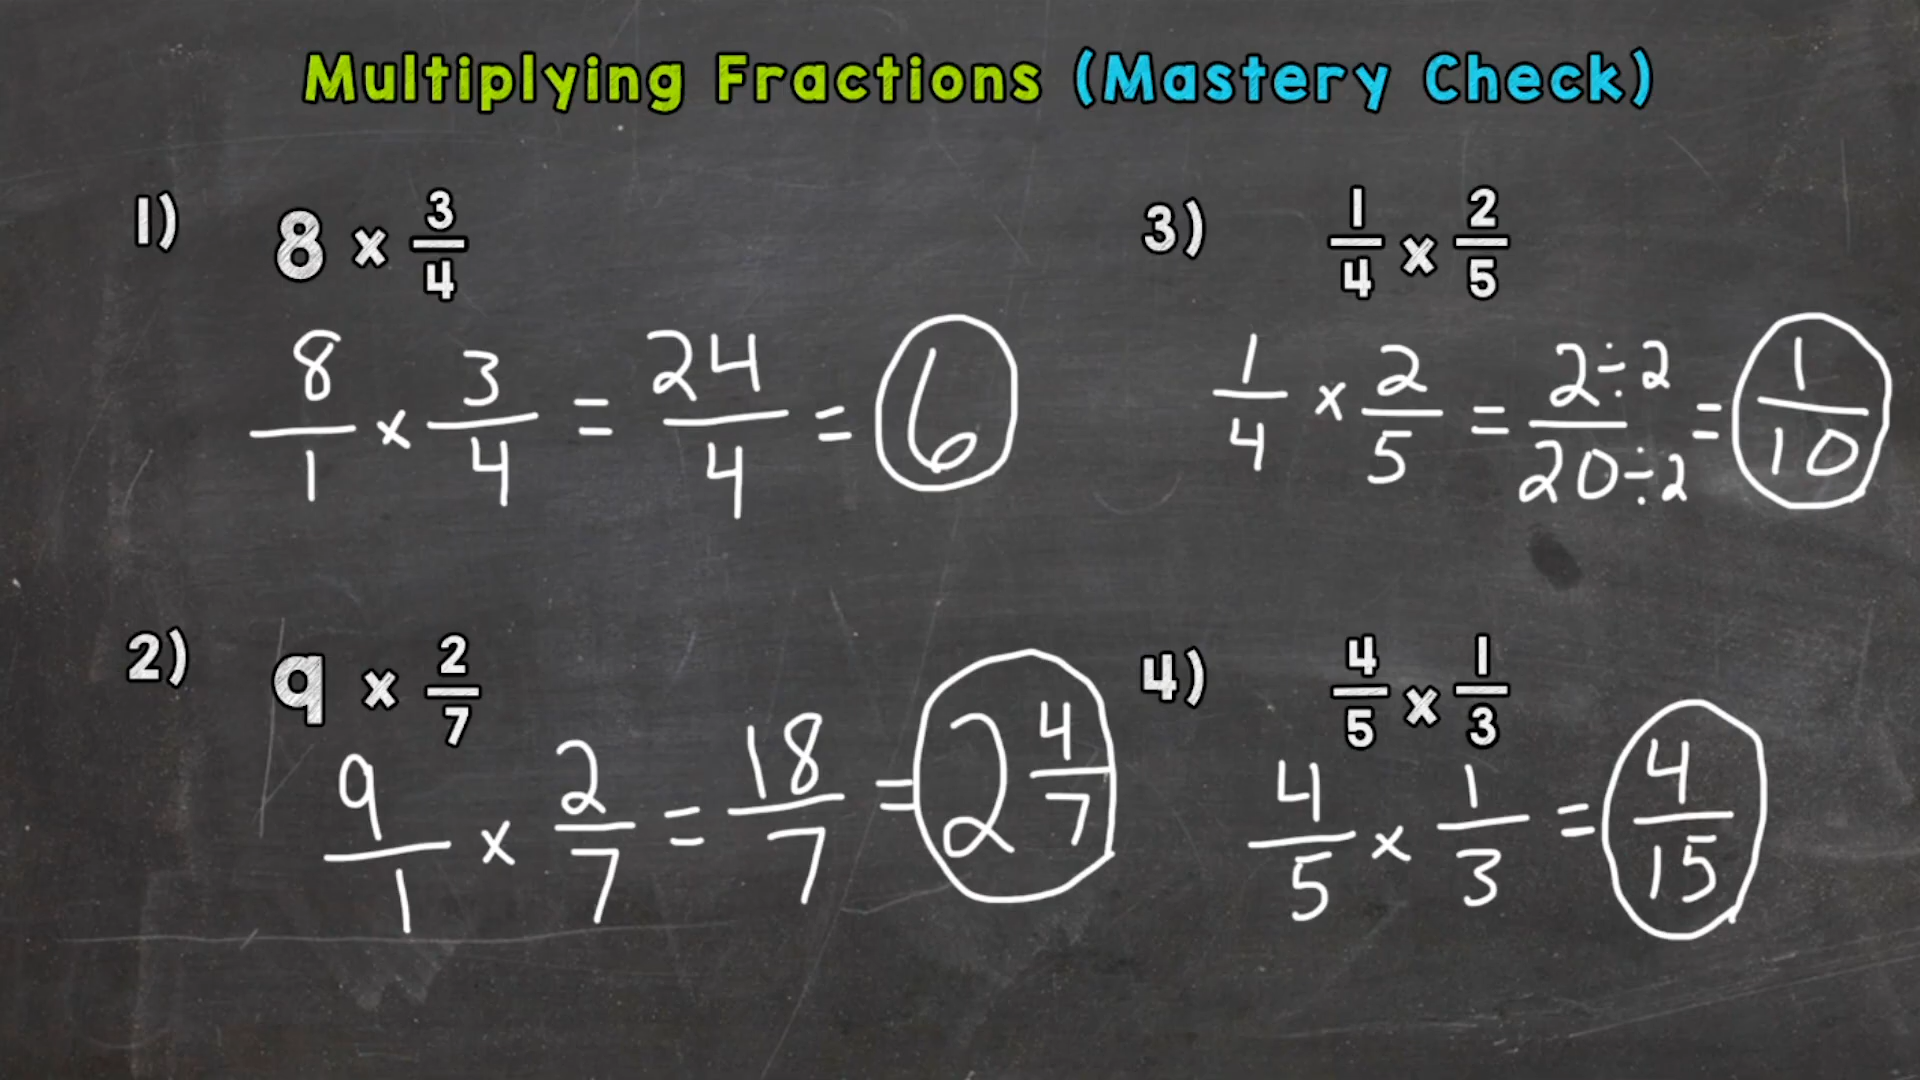 Multiplying Fractions (Mastery Check)
1) 8 × 3/4
8/1 × 3/4 = 24/4 = 6
2) 9 × 2/7
9/1 × 2/7 = 18/7 = 2 4/7
3) 1/4 × 2/5
1/4 × 2/5 = 2÷2/20÷2 = 1/10
4) 4/5 × 1/3
4/5 × 1/3 = 4/15